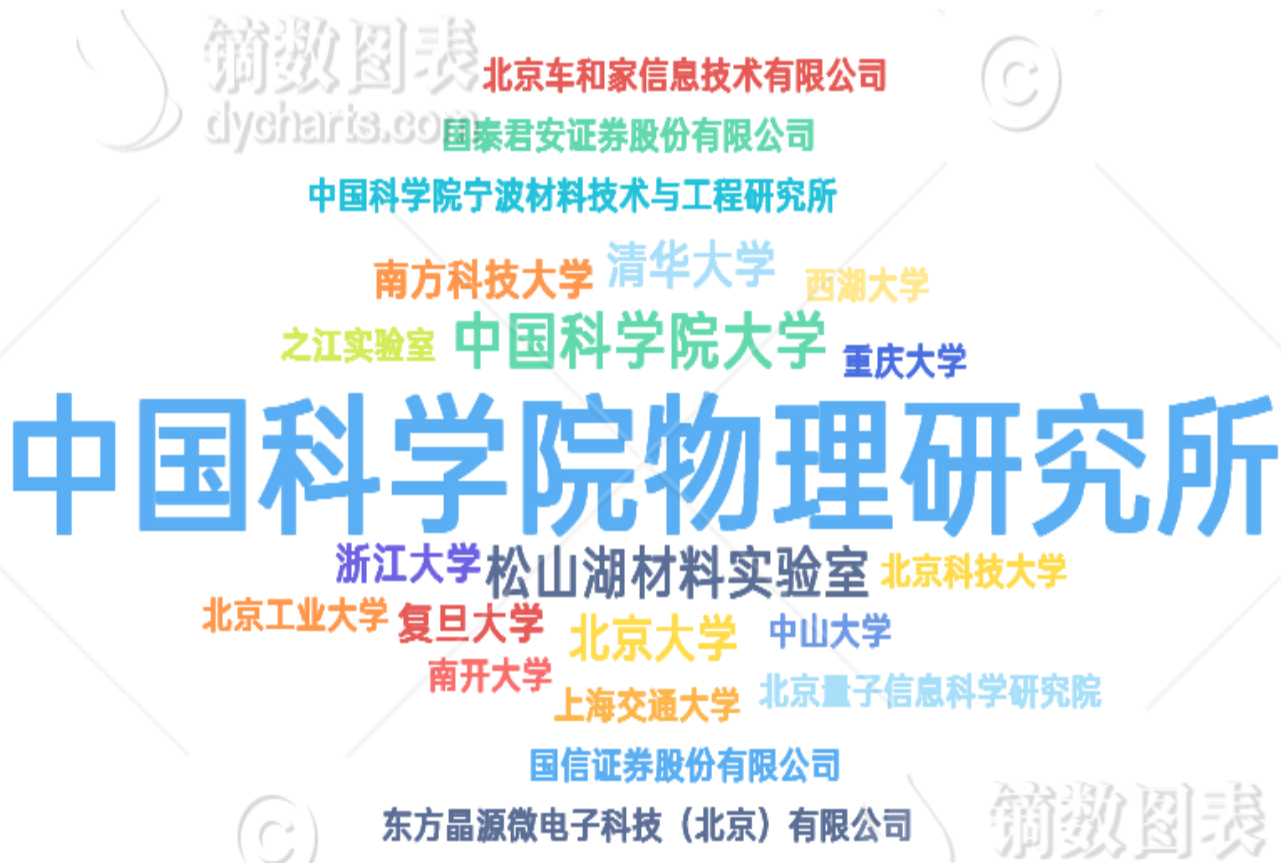 镝数图表
dycharts.com
©
北京车和家信息技术有限公司
国泰君安证券股份有限公司
中国科学院宁波材料技术与工程研究所
南方科技大学 清华大学 西湖大学
之江实验室 中国科学院大学 重庆大学
中国科学院物理研究所
浙江大学 松山湖材料实验室 北京科技大学
北京工业大学 复旦大学 北京大学 中山大学
南开大学 上海交通大学 北京量子信息科学研究院
国信证券股份有限公司
东方晶源微电子科技（北京）有限公司
©
镝数图表